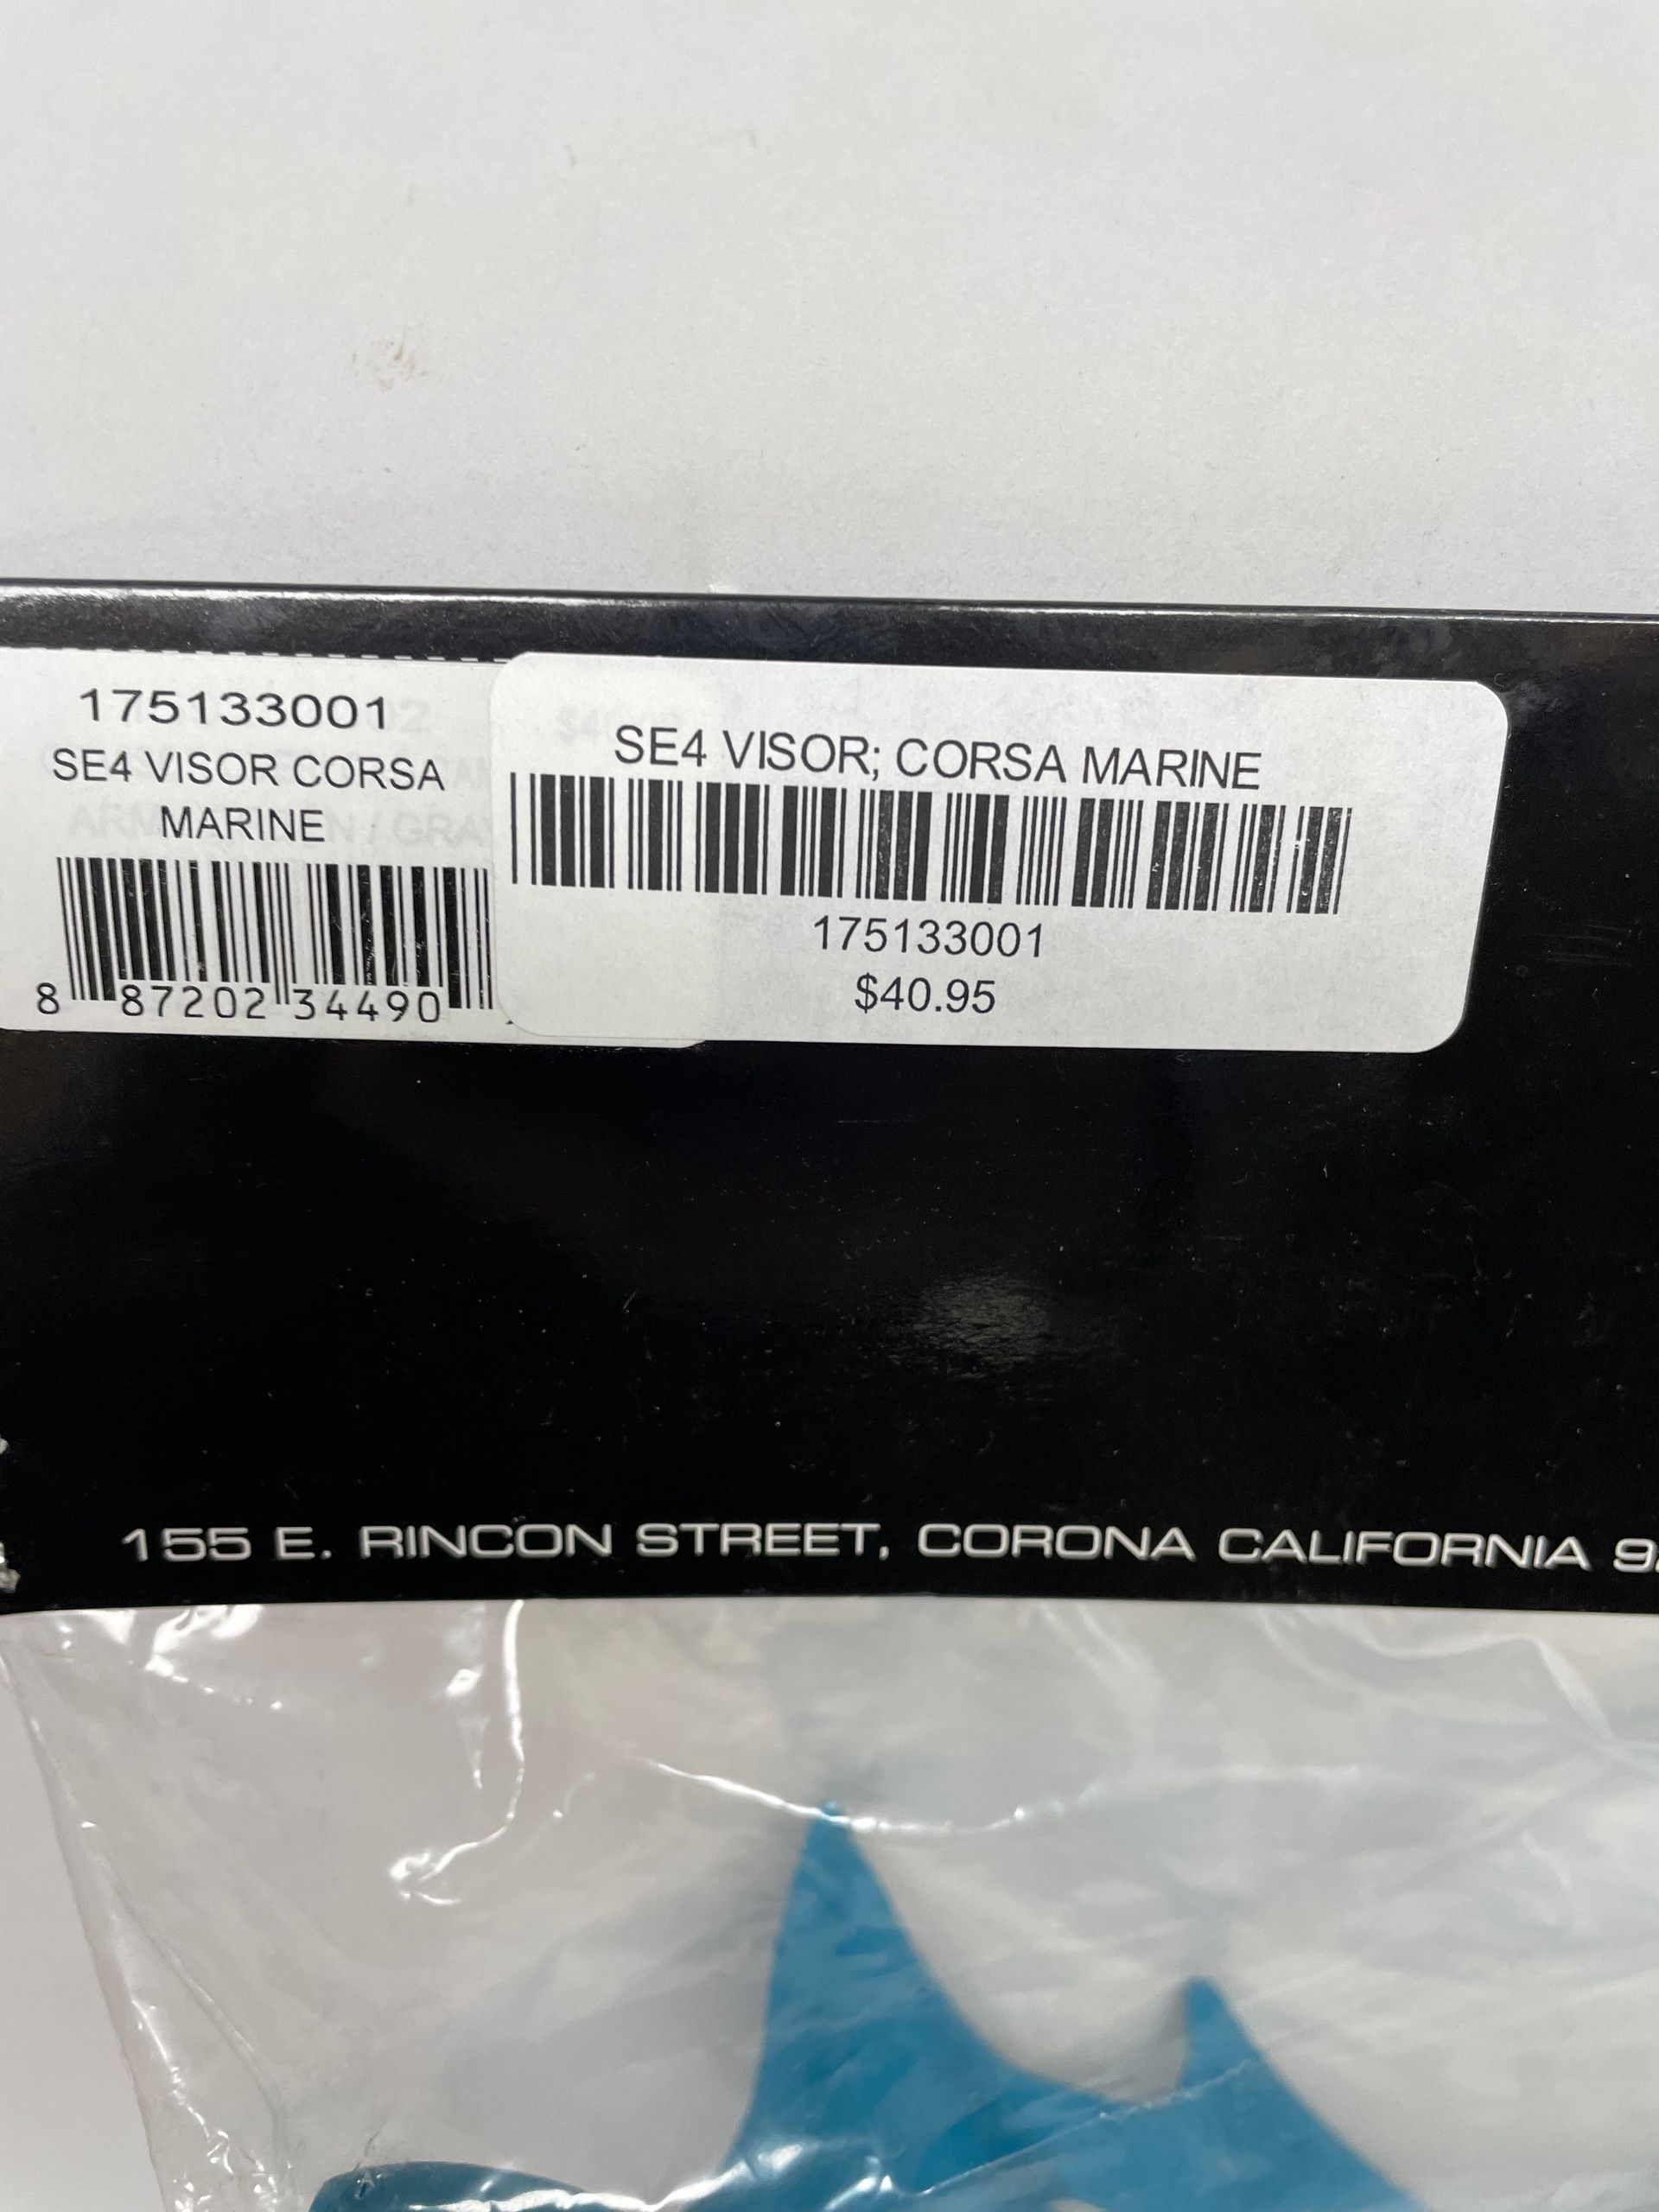 175133001
SE4 VISOR CORSA
MARINE
8 87202 34490
SE4 VISOR; CORSA MARINE
175133001
$40.95
155 E. RINCON STREET, CORONA CALIFORNIA